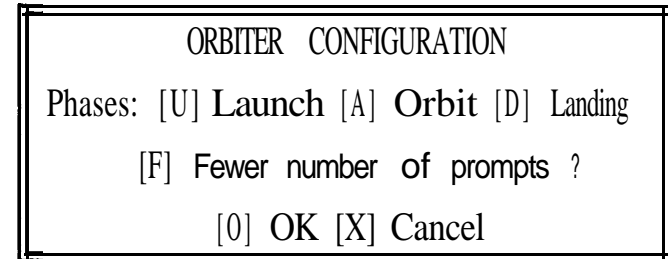 ORBITER CONFIGURATION
Phases: [U] Launch [A] Orbit [D] Landing
[F] Fewer number of prompts ?
[0] OK [X] Cancel